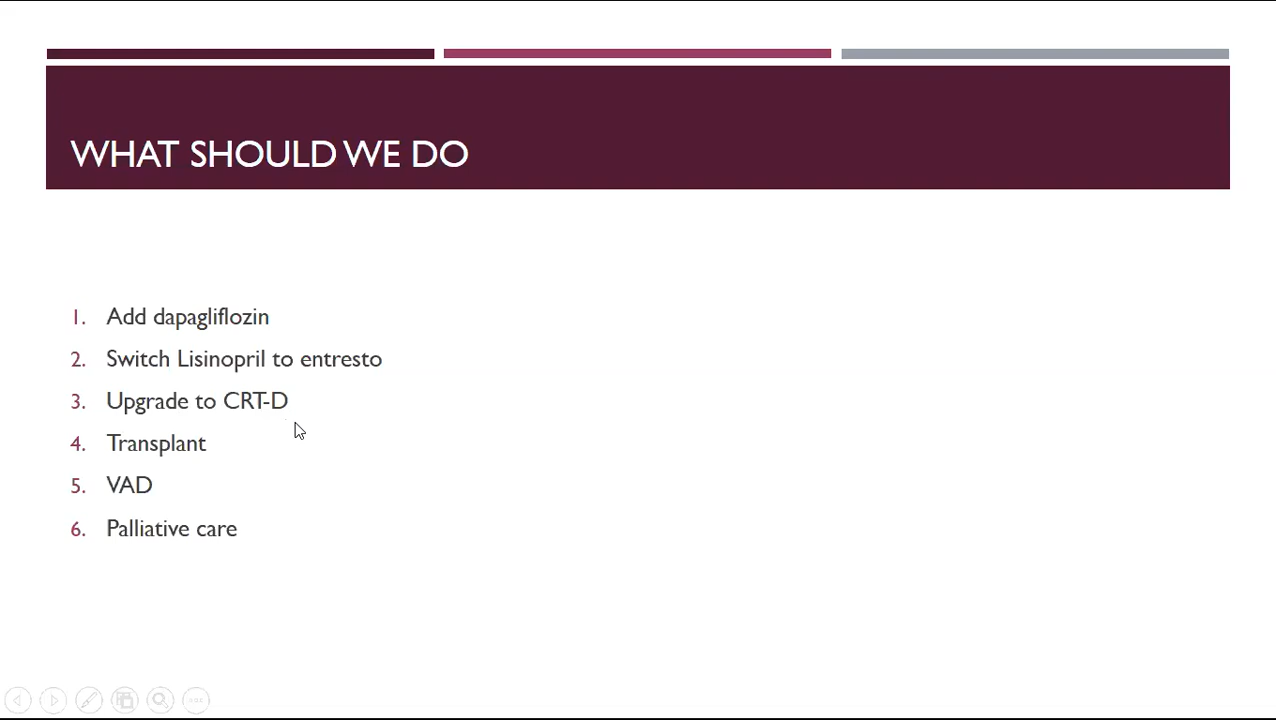 WHAT SHOULD WE DO
1. Add dapagliflozin
2. Switch Lisinopril to entresto
3. Upgrade to CRT-D
4. Transplant
5. VAD
6. Palliative care